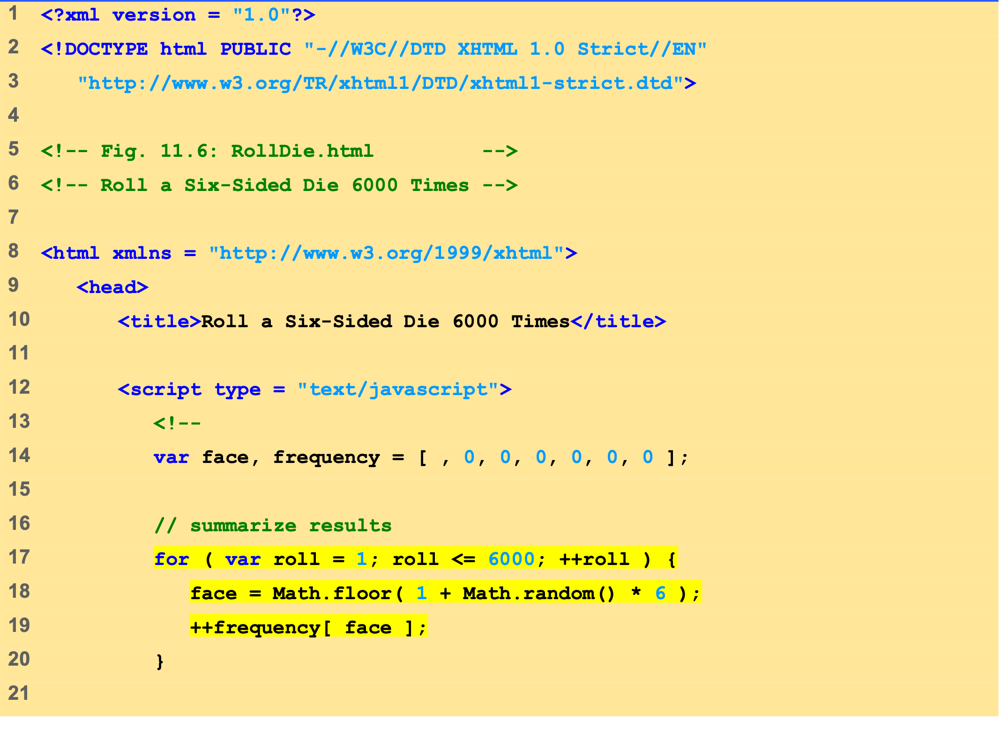 1 <?xml version = "1.0"?>
2 <!DOCTYPE html PUBLIC "-//W3C//DTD XHTML 1.0 Strict//EN"
3    "http://www.w3.org/TR/xhtml1/DTD/xhtml1-strict.dtd">
4
5 <!-- Fig. 11.6: RollDie.html         -->
6 <!-- Roll a Six-Sided Die 6000 Times -->
7
8 <html xmlns = "http://www.w3.org/1999/xhtml">
9    <head>
10       <title>Roll a Six-Sided Die 6000 Times</title>
11
12       <script type = "text/javascript">
13          <!--
14          var face, frequency = [ , 0, 0, 0, 0, 0, 0 ];
15
16          // summarize results
17          for ( var roll = 1; roll <= 6000; ++roll ) {
18             face = Math.floor( 1 + Math.random() * 6 );
19             ++frequency[ face ];
20          }
21